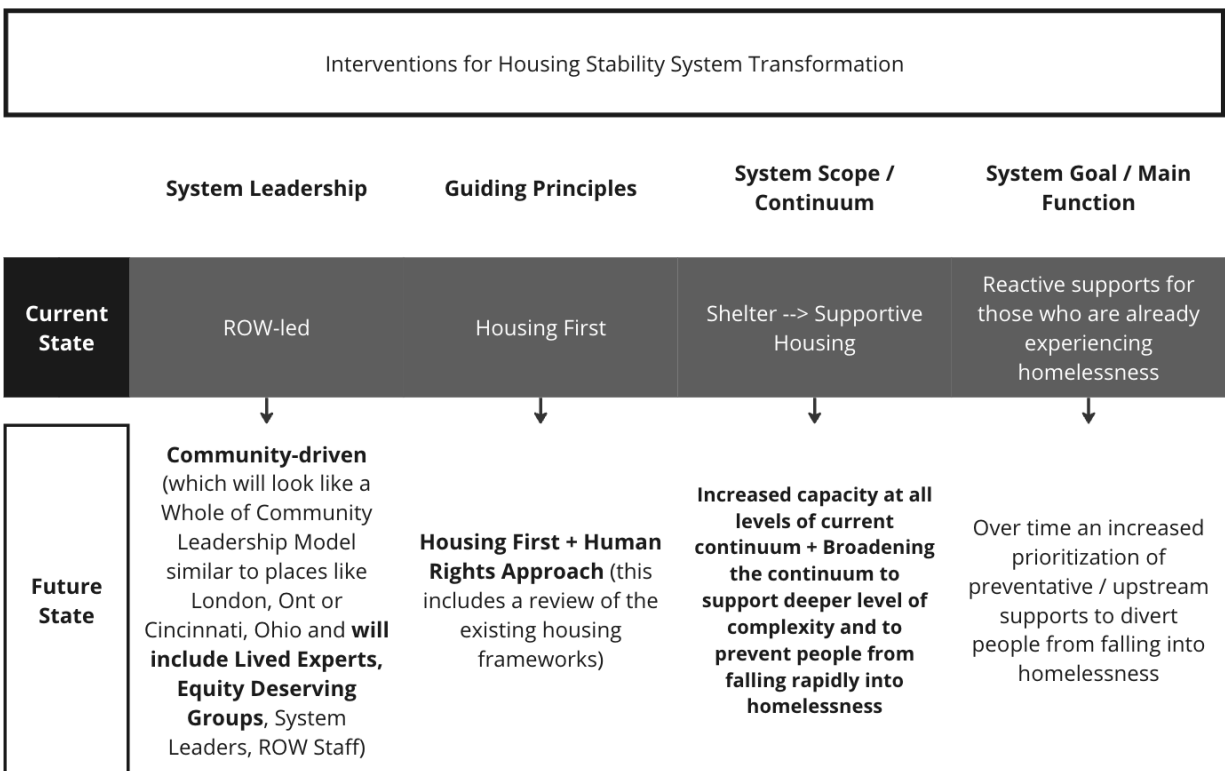 Interventions for Housing Stability System Transformation
System Leadership
Guiding Principles
System Scope /
Continuum
System Goal / Main
Function
Current
State
ROW-led
Housing First
Shelter --> Supportive
Housing
Reactive supports for
those who are already
experiencing
homelessness
Future
State
Community-driven
(which will look like a
Whole of Community
Leadership Model
similar to places like
London, Ont or
Cincinnati, Ohio and will
include Lived Experts,
Equity Deserving
Groups, System
Leaders, ROW Staff)
Housing First + Human
Rights Approach (this
includes a review of the
existing housing
frameworks)
Increased capacity at all
levels of current
continuum + Broadening
the continuum to
support deeper level of
complexity and to
prevent people from
falling rapidly into
homelessness
Over time an increased
prioritization of
preventative / upstream
supports to divert
people from falling into
homelessness